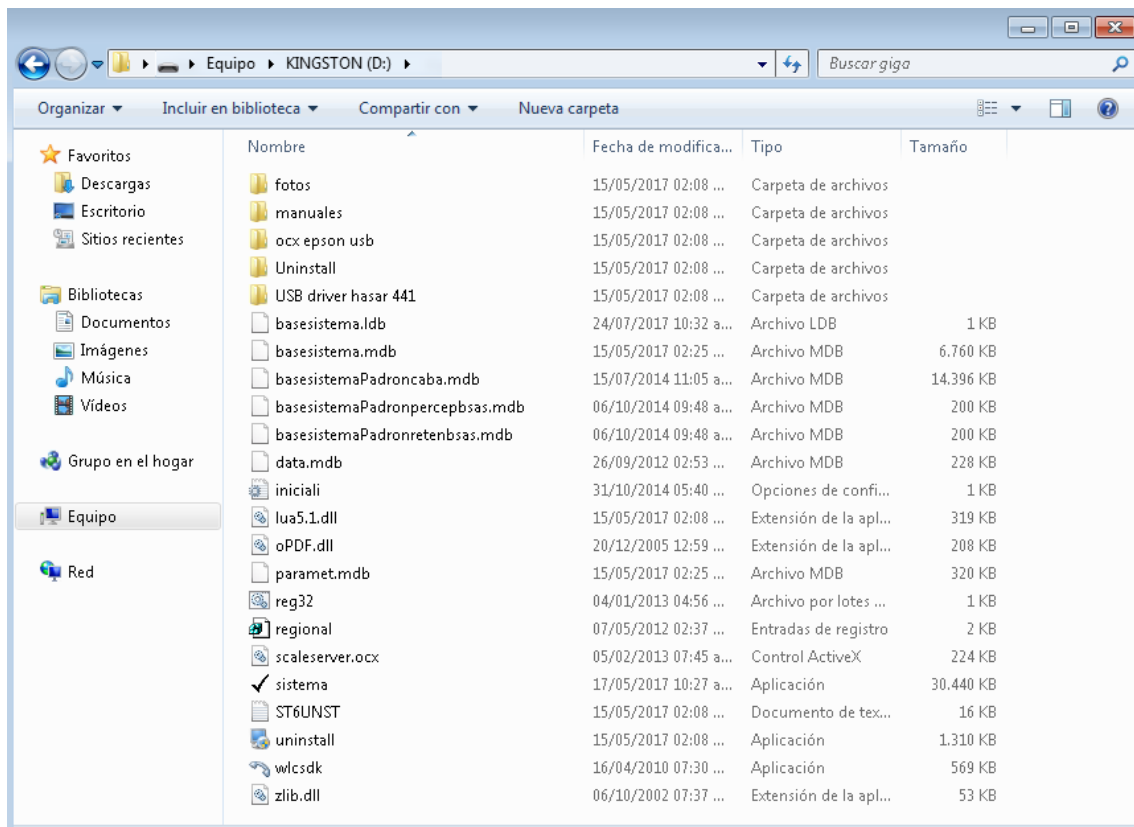 Equipo KINGSTON (D:) Buscar giga
Organizar Incluir en biblioteca Compartir con Nueva carpeta
Favoritos
Descargas
Escritorio
Sitios recientes
Bibliotecas
Documentos
Imágenes
Música
Vídeos
Grupo en el hogar
Equipo
Red
Nombre Fecha de modifica... Tipo Tamaño
fotos 15/05/2017 02:08 ... Carpeta de archivos
manuales 15/05/2017 02:08 ... Carpeta de archivos
ocx epson usb 15/05/2017 02:08 ... Carpeta de archivos
Uninstall 15/05/2017 02:08 ... Carpeta de archivos
USB driver hasar 441 15/05/2017 02:08 ... Carpeta de archivos
basesistema.ldb 24/07/2017 10:32 a... Archivo LDB 1 KB
basesistema.mdb 15/05/2017 02:25 ... Archivo MDB 6.760 KB
basesistemaPadroncaba.mdb 15/07/2014 11:05 a... Archivo MDB 14.396 KB
basesistemaPadronpercepbsas.mdb 06/10/2014 09:48 a... Archivo MDB 200 KB
basesistemaPadronretenbsas.mdb 06/10/2014 09:48 a... Archivo MDB 200 KB
data.mdb 26/09/2012 02:53 ... Archivo MDB 228 KB
iniciali 31/10/2014 05:40 ... Opciones de confi... 1 KB
lua5.1.dll 15/05/2017 02:08 ... Extensión de la apl... 319 KB
oPDF.dll 20/12/2005 12:59 ... Extensión de la apl... 208 KB
paramet.mdb 15/05/2017 02:25 ... Archivo MDB 320 KB
reg32 04/01/2013 04:56 ... Archivo por lotes ... 1 KB
regional 07/05/2012 02:37 ... Entradas de registro 2 KB
scaleserver.ocx 05/02/2013 07:45 a... Control ActiveX 224 KB
sistema 17/05/2017 10:27 a... Aplicación 30.440 KB
ST6UNST 15/05/2017 02:08 ... Documento de tex... 16 KB
uninstall 15/05/2017 02:08 ... Aplicación 1.310 KB
wlcsdk 16/04/2010 07:30 ... Aplicación 569 KB
zlib.dll 06/10/2002 07:37 ... Extensión de la apl... 53 KB